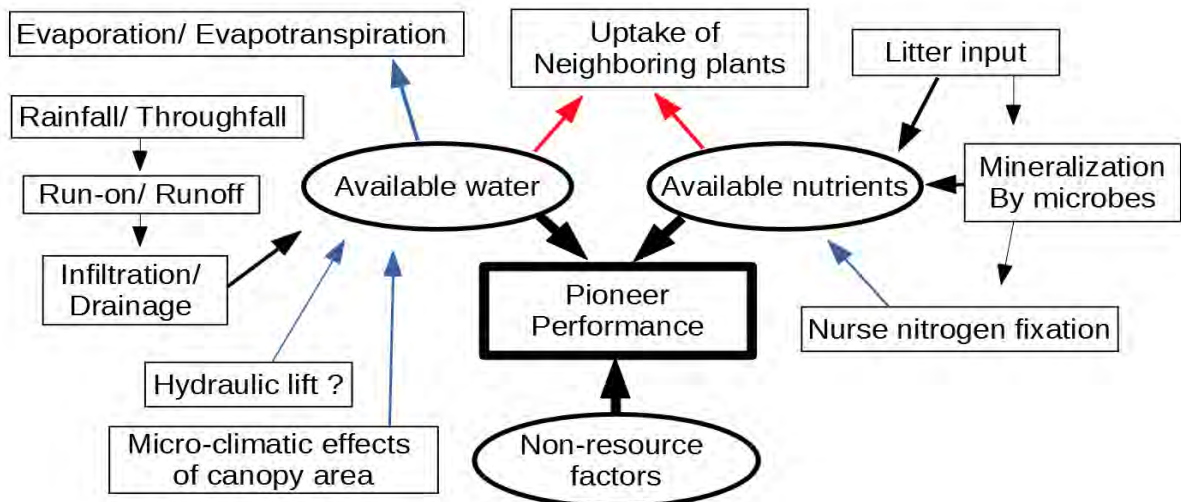 Evaporation/ Evapotranspiration
Uptake of
Neighboring plants
Litter input
Rainfall/ Throughfall
Available water
Available nutrients
Mineralization
By microbes
Run-on/ Runoff
Infiltration/
Drainage
Pioneer
Performance
Nurse nitrogen fixation
Hydraulic lift ?
Micro-climatic effects
of canopy area
Non-resource
factors